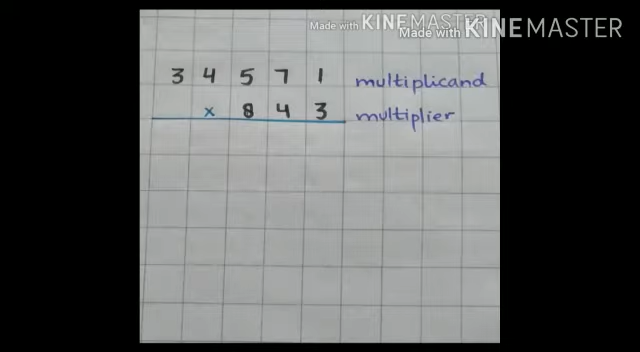 Made with KINEMASTER
Made with KINEMASTER
3 4 5 7 1 multiplicand
x 8 4 3 multiplier